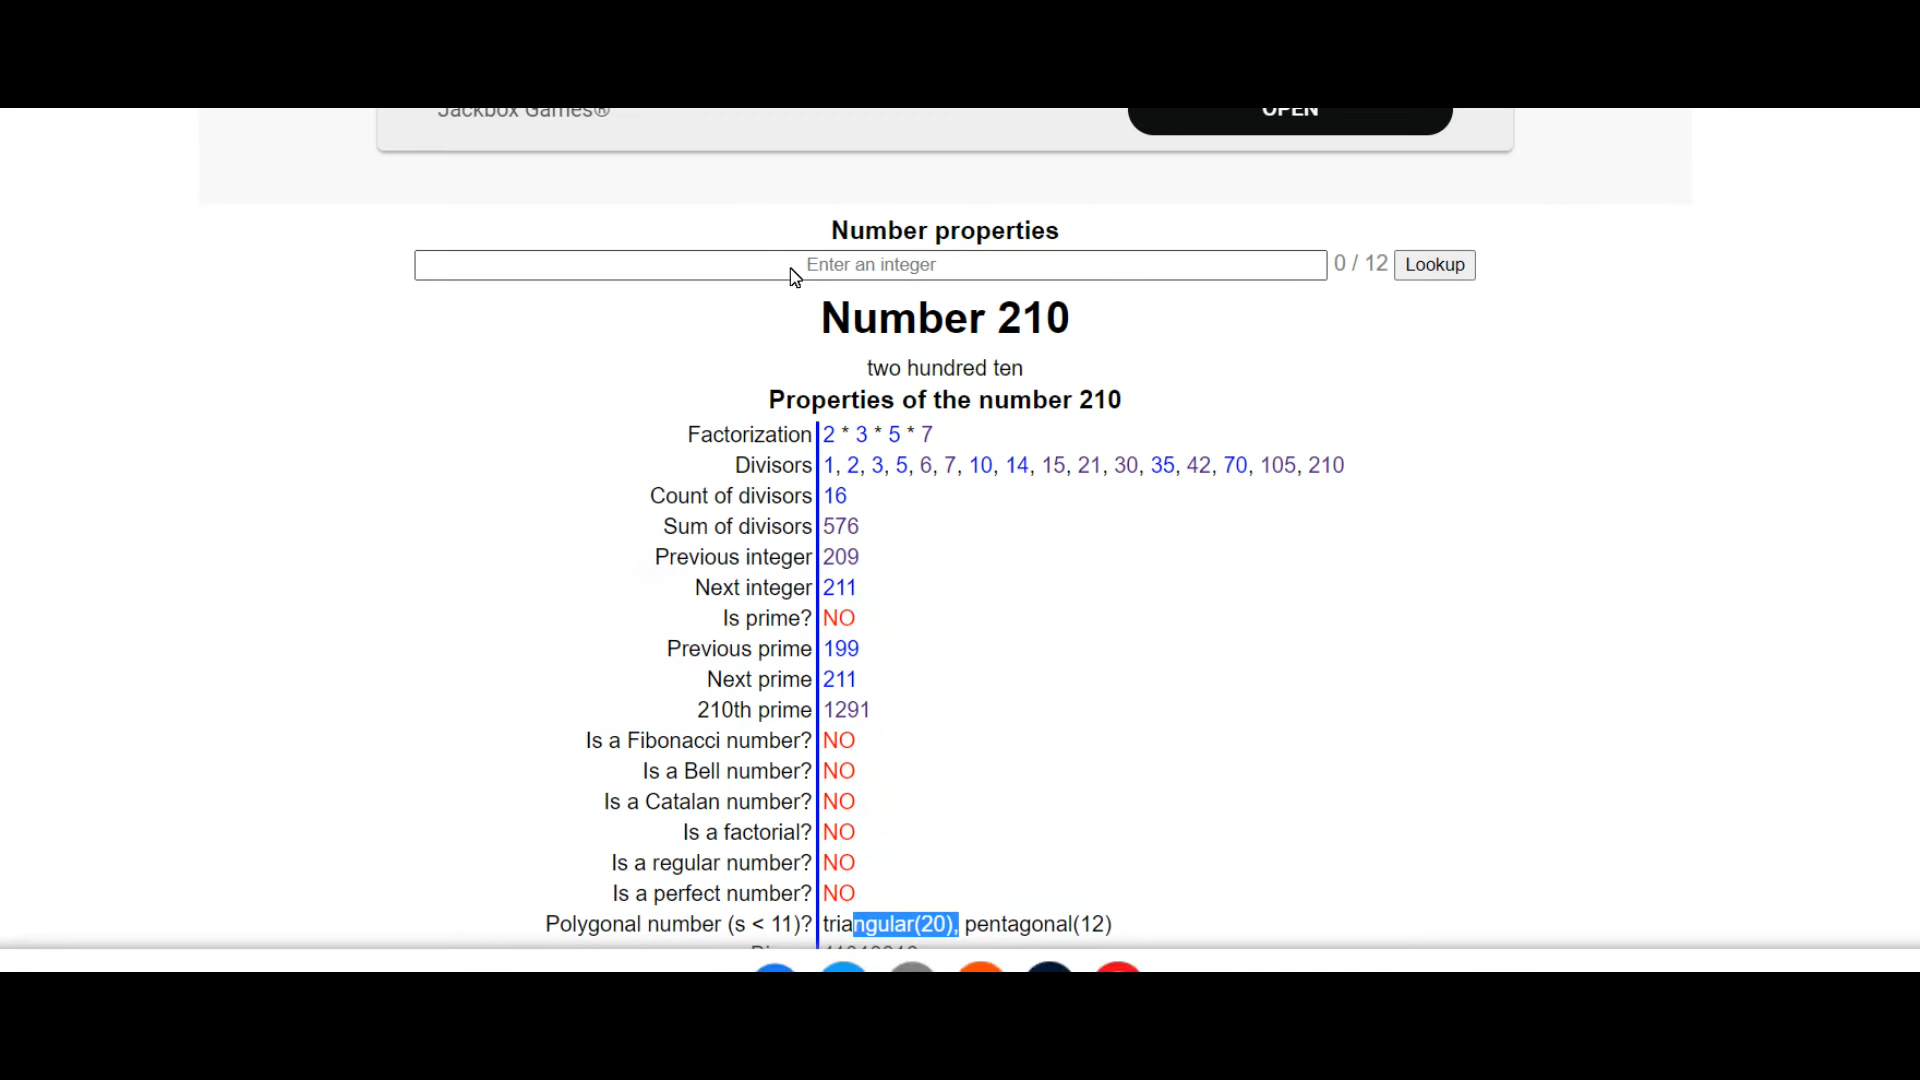 Jackbox Games®
OPEN
Number properties
Enter an integer 0 / 12 Lookup
Number 210
two hundred ten
Properties of the number 210
Factorization 2 * 3 * 5 * 7
Divisors 1, 2, 3, 5, 6, 7, 10, 14, 15, 21, 30, 35, 42, 70, 105, 210
Count of divisors 16
Sum of divisors 576
Previous integer 209
Next integer 211
Is prime? NO
Previous prime 199
Next prime 211
210th prime 1291
Is a Fibonacci number? NO
Is a Bell number? NO
Is a Catalan number? NO
Is a factorial? NO
Is a regular number? NO
Is a perfect number? NO
Polygonal number (s < 11)? triangular(20), pentagonal(12)